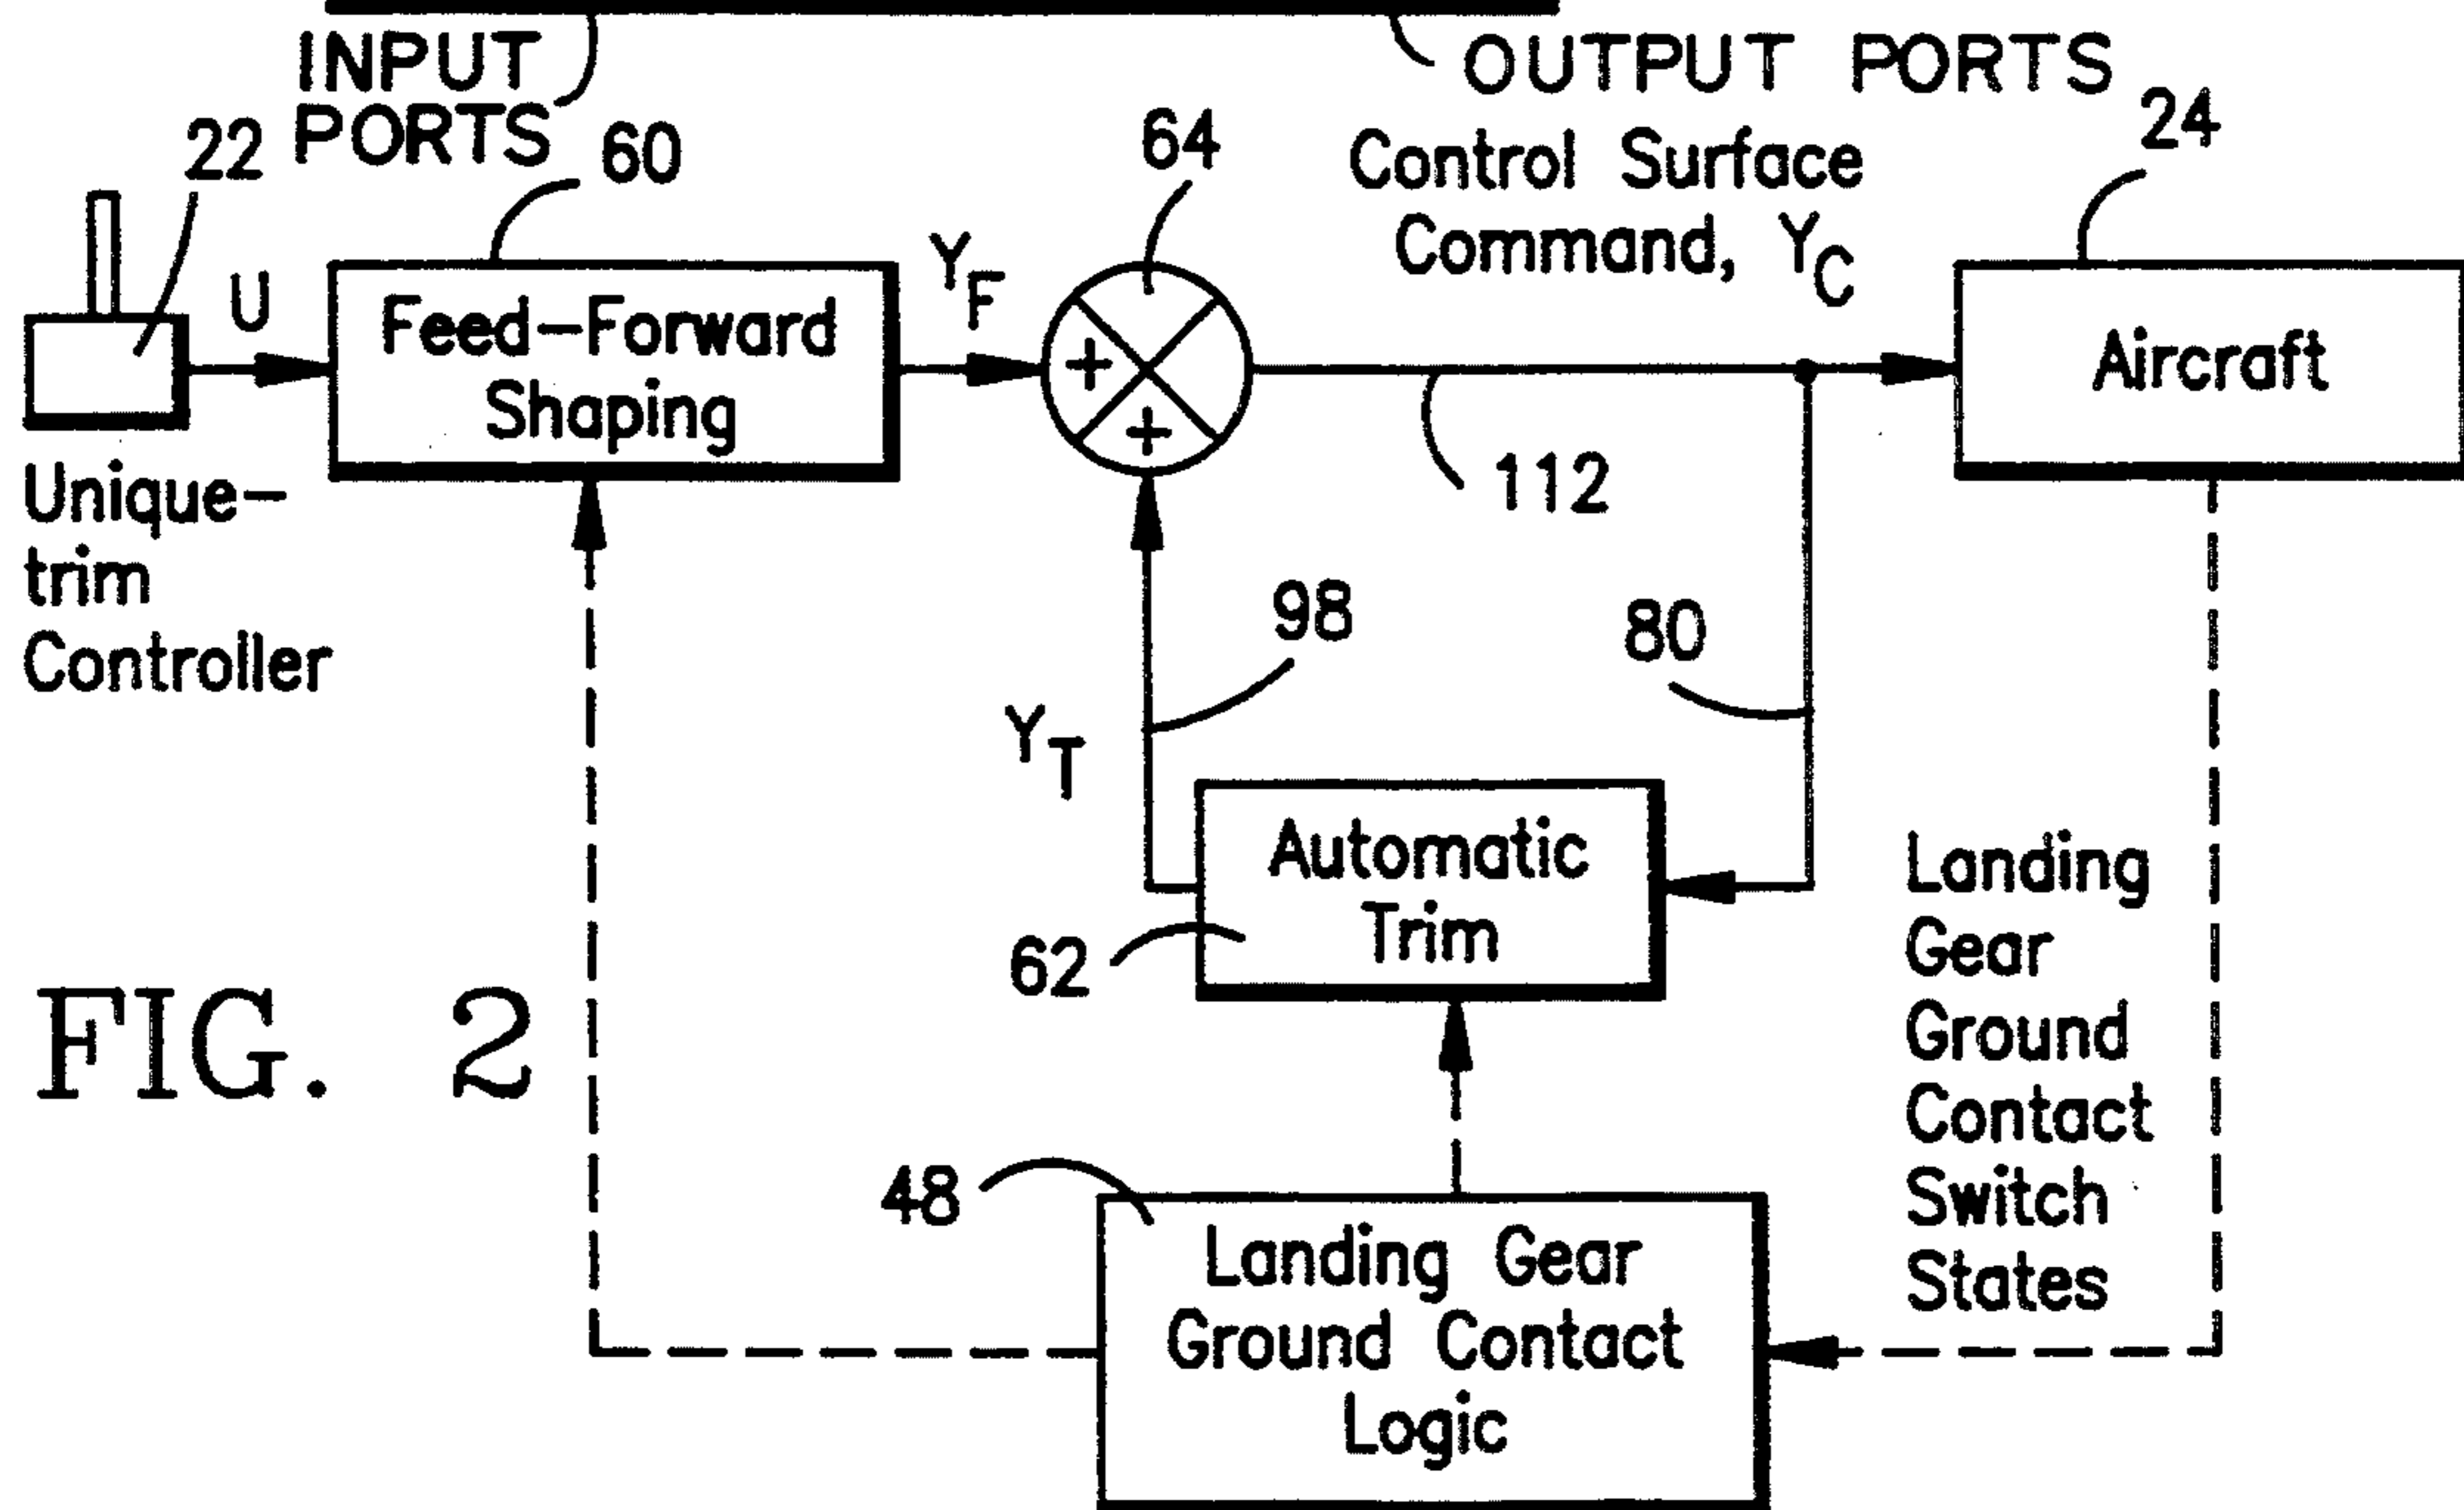 INPUT
PORTS
OUTPUT PORTS
22
60
64
Control Surface
Command, Y_C
24
U
Feed-Forward
Shaping
Y_F
+
+
Aircraft
112
Unique-
trim
Controller
98
80
Y_T
Automatic
Trim
62
Landing
Gear
Ground
Contact
Switch
States
FIG. 2
48
Landing Gear
Ground Contact
Logic